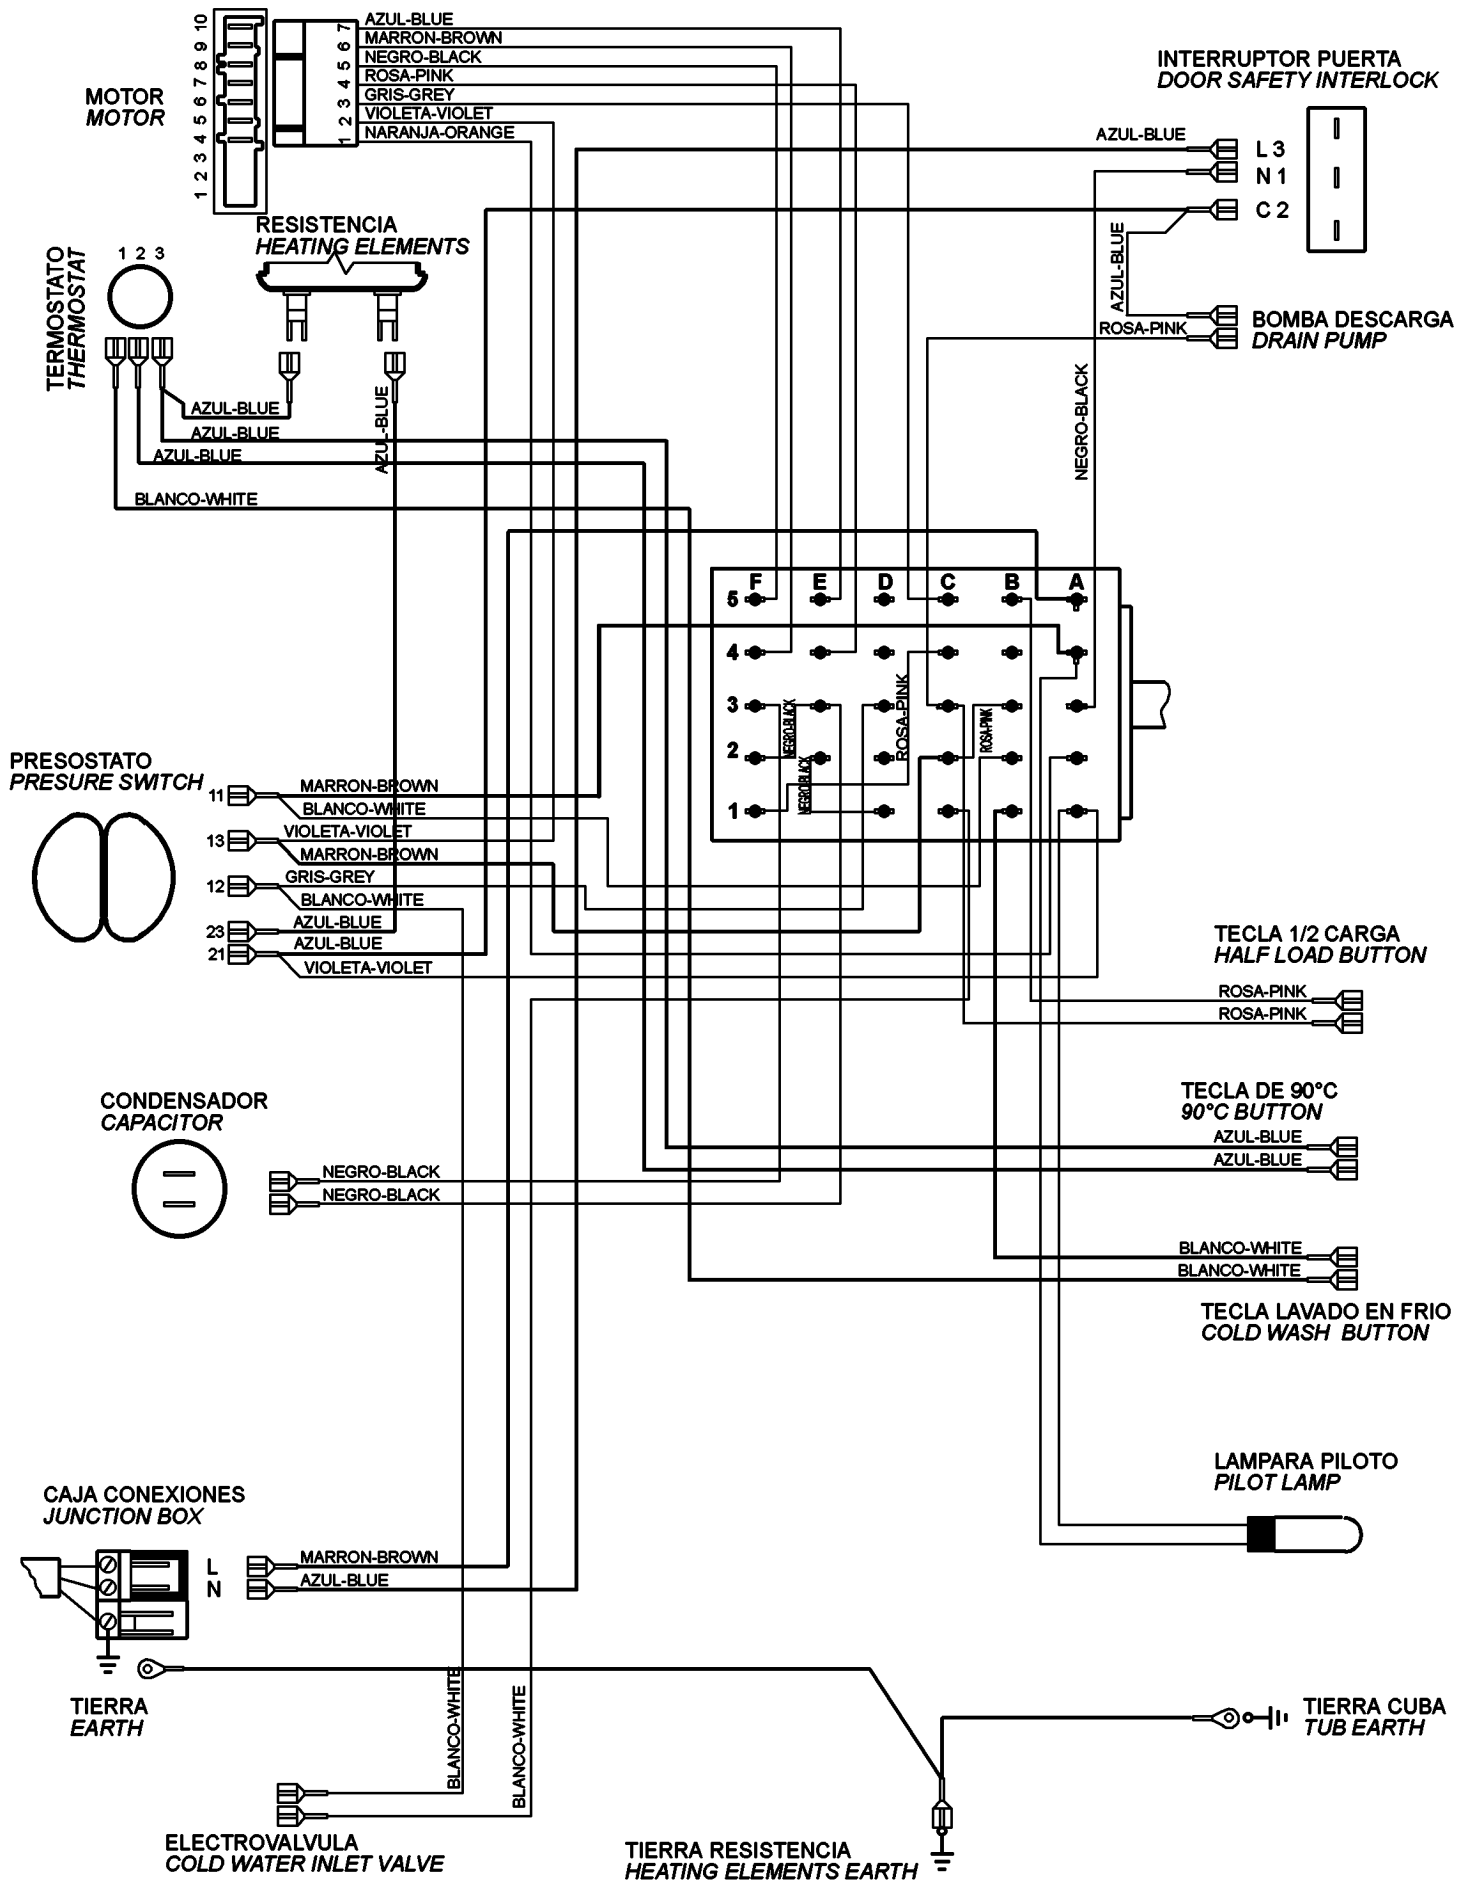 10
9
8
7
6
5
4
3
2
1
7 AZUL-BLUE
6 MARRON-BROWN
5 NEGRO-BLACK
4 ROSA-PINK
3 GRIS-GREY
2 VIOLETA-VIOLET
1 NARANJA-ORANGE
MOTOR
MOTOR
INTERRUPTOR PUERTA
DOOR SAFETY INTERLOCK
AZUL-BLUE
L 3
N 1
C 2
AZUL-BLUE
ROSA-PINK
BOMBA DESCARGA
DRAIN PUMP
NEGRO-BLACK
RESISTENCIA
HEATING ELEMENTS
TERMOSTATO
THERMOSTAT
1 2 3
AZUL-BLUE
AZUL-BLUE
AZUL-BLUE
AZUL-BLUE
BLANCO-WHITE
F E D C B A
5
4
3
2
1
NEGRO-BLACK
NEGRO-BLACK
ROSA-PINK
ROSA-PINK
PRESOSTATO
PRESURE SWITCH
11 MARRON-BROWN
BLANCO-WHITE
13 VIOLETA-VIOLET
MARRON-BROWN
12 GRIS-GREY
BLANCO-WHITE
23 AZUL-BLUE
21 AZUL-BLUE
VIOLETA-VIOLET
TECLA 1/2 CARGA
HALF LOAD BUTTON
ROSA-PINK
ROSA-PINK
CONDENSADOR
CAPACITOR
NEGRO-BLACK
NEGRO-BLACK
TECLA DE 90°C
90°C BUTTON
AZUL-BLUE
AZUL-BLUE
BLANCO-WHITE
BLANCO-WHITE
TECLA LAVADO EN FRIO
COLD WASH BUTTON
LAMPARA PILOTO
PILOT LAMP
CAJA CONEXIONES
JUNCTION BOX
L MARRON-BROWN
N AZUL-BLUE
TIERRA
EARTH
BLANCO-WHITE
BLANCO-WHITE
TIERRA CUBA
TUB EARTH
ELECTROVALVULA
COLD WATER INLET VALVE
TIERRA RESISTENCIA
HEATING ELEMENTS EARTH